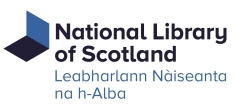 National Library
of Scotland
Leabharlann Nàiseanta
na h-Alba